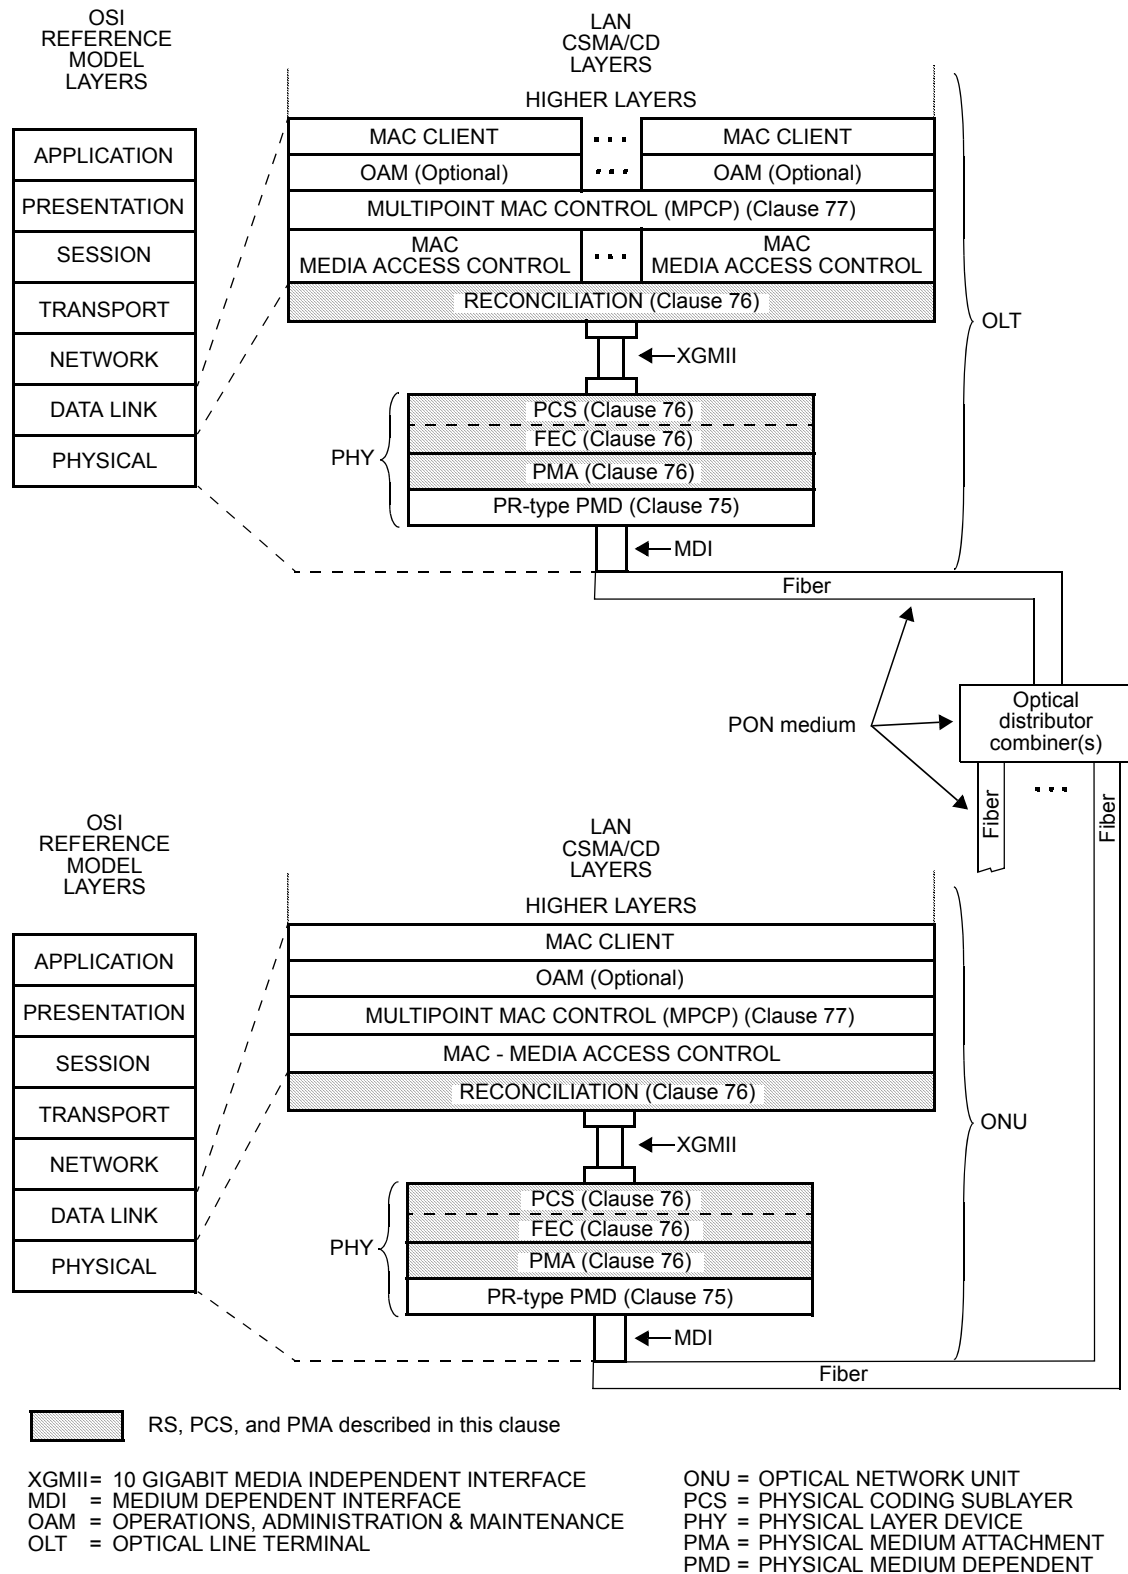 OSI
REFERENCE
MODEL
LAYERS
APPLICATION
PRESENTATION
SESSION
TRANSPORT
NETWORK
DATA LINK
PHYSICAL
LAN
CSMA/CD
LAYERS
HIGHER LAYERS
MAC CLIENT
... 
MAC CLIENT
OAM (Optional)
...
OAM (Optional)
MULTIPOINT MAC CONTROL (MPCP) (Clause 77)
MAC
MEDIA ACCESS CONTROL
...
MAC
MEDIA ACCESS CONTROL
RECONCILIATION (Clause 76)
XGMII
PHY
PCS (Clause 76)
FEC (Clause 76)
PMA (Clause 76)
PR-type PMD (Clause 75)
MDI
OLT
Fiber
PON medium
Optical
distributor
combiner(s)
...
Fiber
Fiber
OSI
REFERENCE
MODEL
LAYERS
APPLICATION
PRESENTATION
SESSION
TRANSPORT
NETWORK
DATA LINK
PHYSICAL
LAN
CSMA/CD
LAYERS
HIGHER LAYERS
MAC CLIENT
OAM (Optional)
MULTIPOINT MAC CONTROL (MPCP) (Clause 77)
MAC - MEDIA ACCESS CONTROL
RECONCILIATION (Clause 76)
XGMII
PHY
PCS (Clause 76)
FEC (Clause 76)
PMA (Clause 76)
PR-type PMD (Clause 75)
MDI
ONU
Fiber
RS, PCS, and PMA described in this clause
XGMII= 10 GIGABIT MEDIA INDEPENDENT INTERFACE
MDI = MEDIUM DEPENDENT INTERFACE
OAM = OPERATIONS, ADMINISTRATION & MAINTENANCE
OLT = OPTICAL LINE TERMINAL
ONU = OPTICAL NETWORK UNIT
PCS = PHYSICAL CODING SUBLAYER
PHY = PHYSICAL LAYER DEVICE
PMA = PHYSICAL MEDIUM ATTACHMENT
PMD = PHYSICAL MEDIUM DEPENDENT